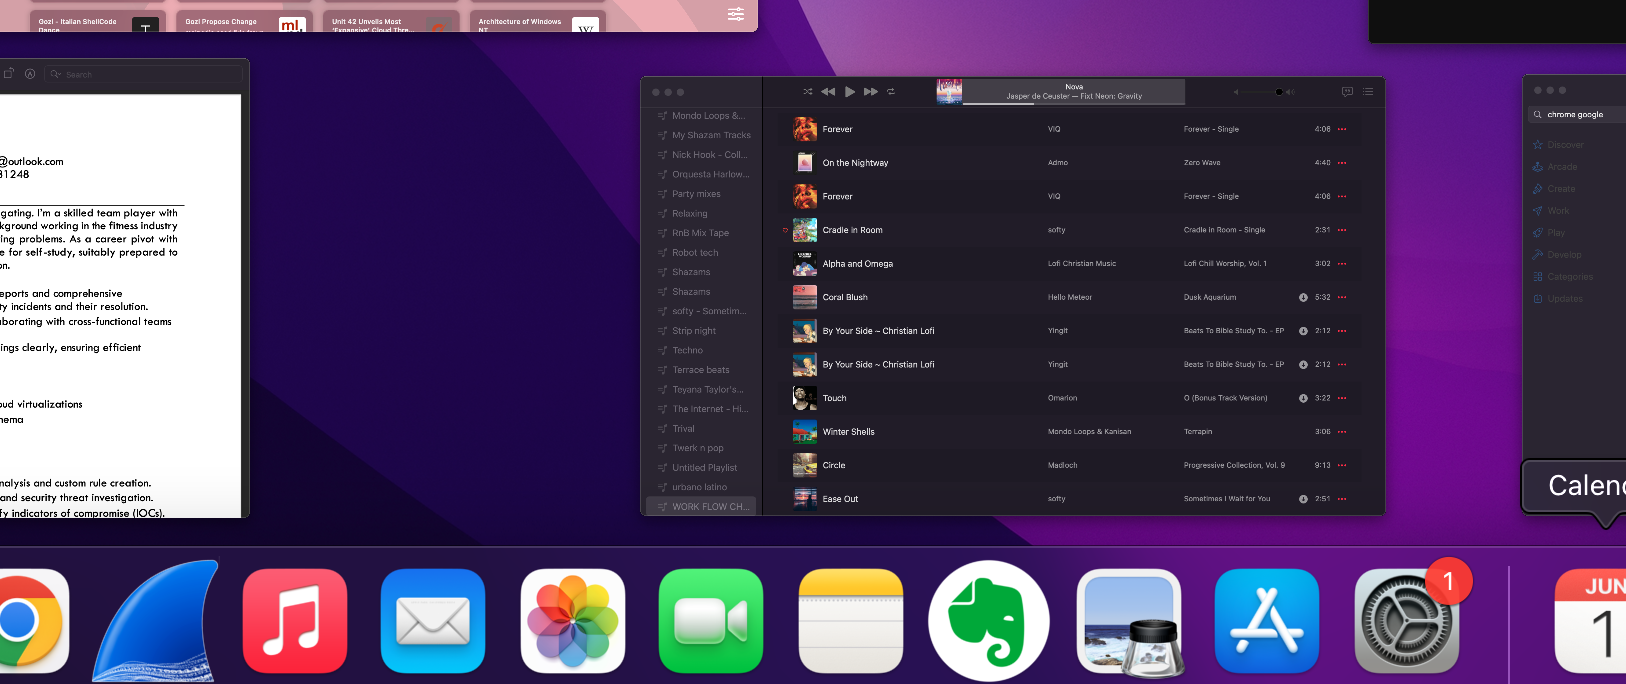 Gozi - Italian ShellCode
Dance
Gozi Propose Change
Unit 42 Unveils Most
'Expansive' Cloud Thre...
Architecture of Windows
NT
T
ml
W
Search
@outlook.com
31248
gating. I'm a skilled team player with
kground working in the fitness industry
ing problems. As a career pivot with
e for self-study, suitably prepared to
on.
eports and comprehensive
ty incidents and their resolution.
aborating with cross-functional teams
ings clearly, ensuring efficient
oud virtualizations
nema
nalysis and custom rule creation.
and security threat investigation.
fy indicators of compromise (IOCs).
Nova
Jasper de Ceuster — Fixt Neon: Gravity
Mondo Loops &...
My Shazam Tracks
Nick Hook - Coll...
Orquesta Harlow...
Party mixes
Relaxing
RnB Mix Tape
Robot tech
Shazams
Shazams
softy - Sometim...
Strip night
Techno
Terrace beats
Teyana Taylor's...
The Internet - Hi...
Trival
Twerk n pop
Untitled Playlist
urbano latino
WORK FLOW CH...
Forever VIQ Forever - Single 4:06
On the Nightway Admo Zero Wave 4:40
Forever VIQ Forever - Single 4:06
Cradle in Room softy Cradle in Room - Single 2:31
Alpha and Omega Lofi Christian Music Lofi Chill Worship, Vol. 1 3:02
Coral Blush Hello Meteor Dusk Aquarium 5:32
By Your Side ~ Christian Lofi Yingit Beats To Bible Study To. - EP 2:12
By Your Side ~ Christian Lofi Yingit Beats To Bible Study To. - EP 2:12
Touch Omarion O (Bonus Track Version) 3:22
Winter Shells Mondo Loops & Kanisan Terrapin 3:06
Circle Madloch Progressive Collection, Vol. 9 9:13
Ease Out softy Sometimes I Wait for You 2:51
chrome google
Discover
Arcade
Create
Work
Play
Develop
Categories
Updates
Calend
1
JUN
1